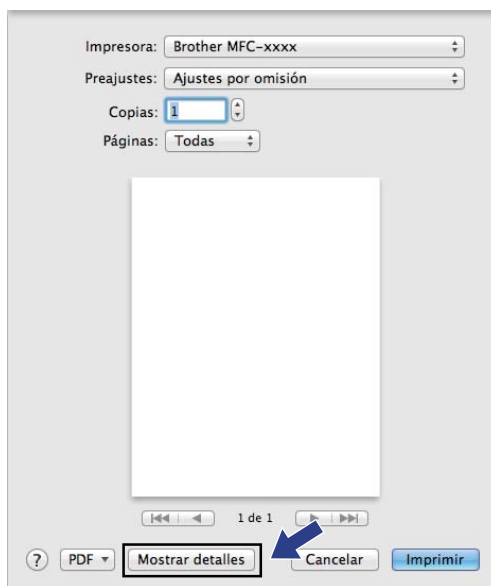 Impresora: Brother MFC-xxxx
Preajustes: Ajustes por omisión
Copias: 1
Páginas: Todas
1 de 1
? PDF Mostrar detalles Cancelar Imprimir